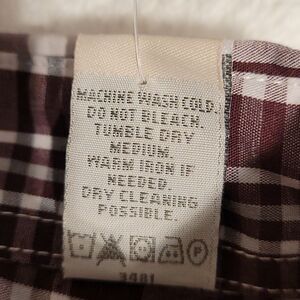 MACHINE WASH COLD.
DO NOT BLEACH.
TUMBLE DRY
MEDIUM.
WARM IRON IF
NEEDED.
DRY CLEANING
POSSIBLE.
P
3481